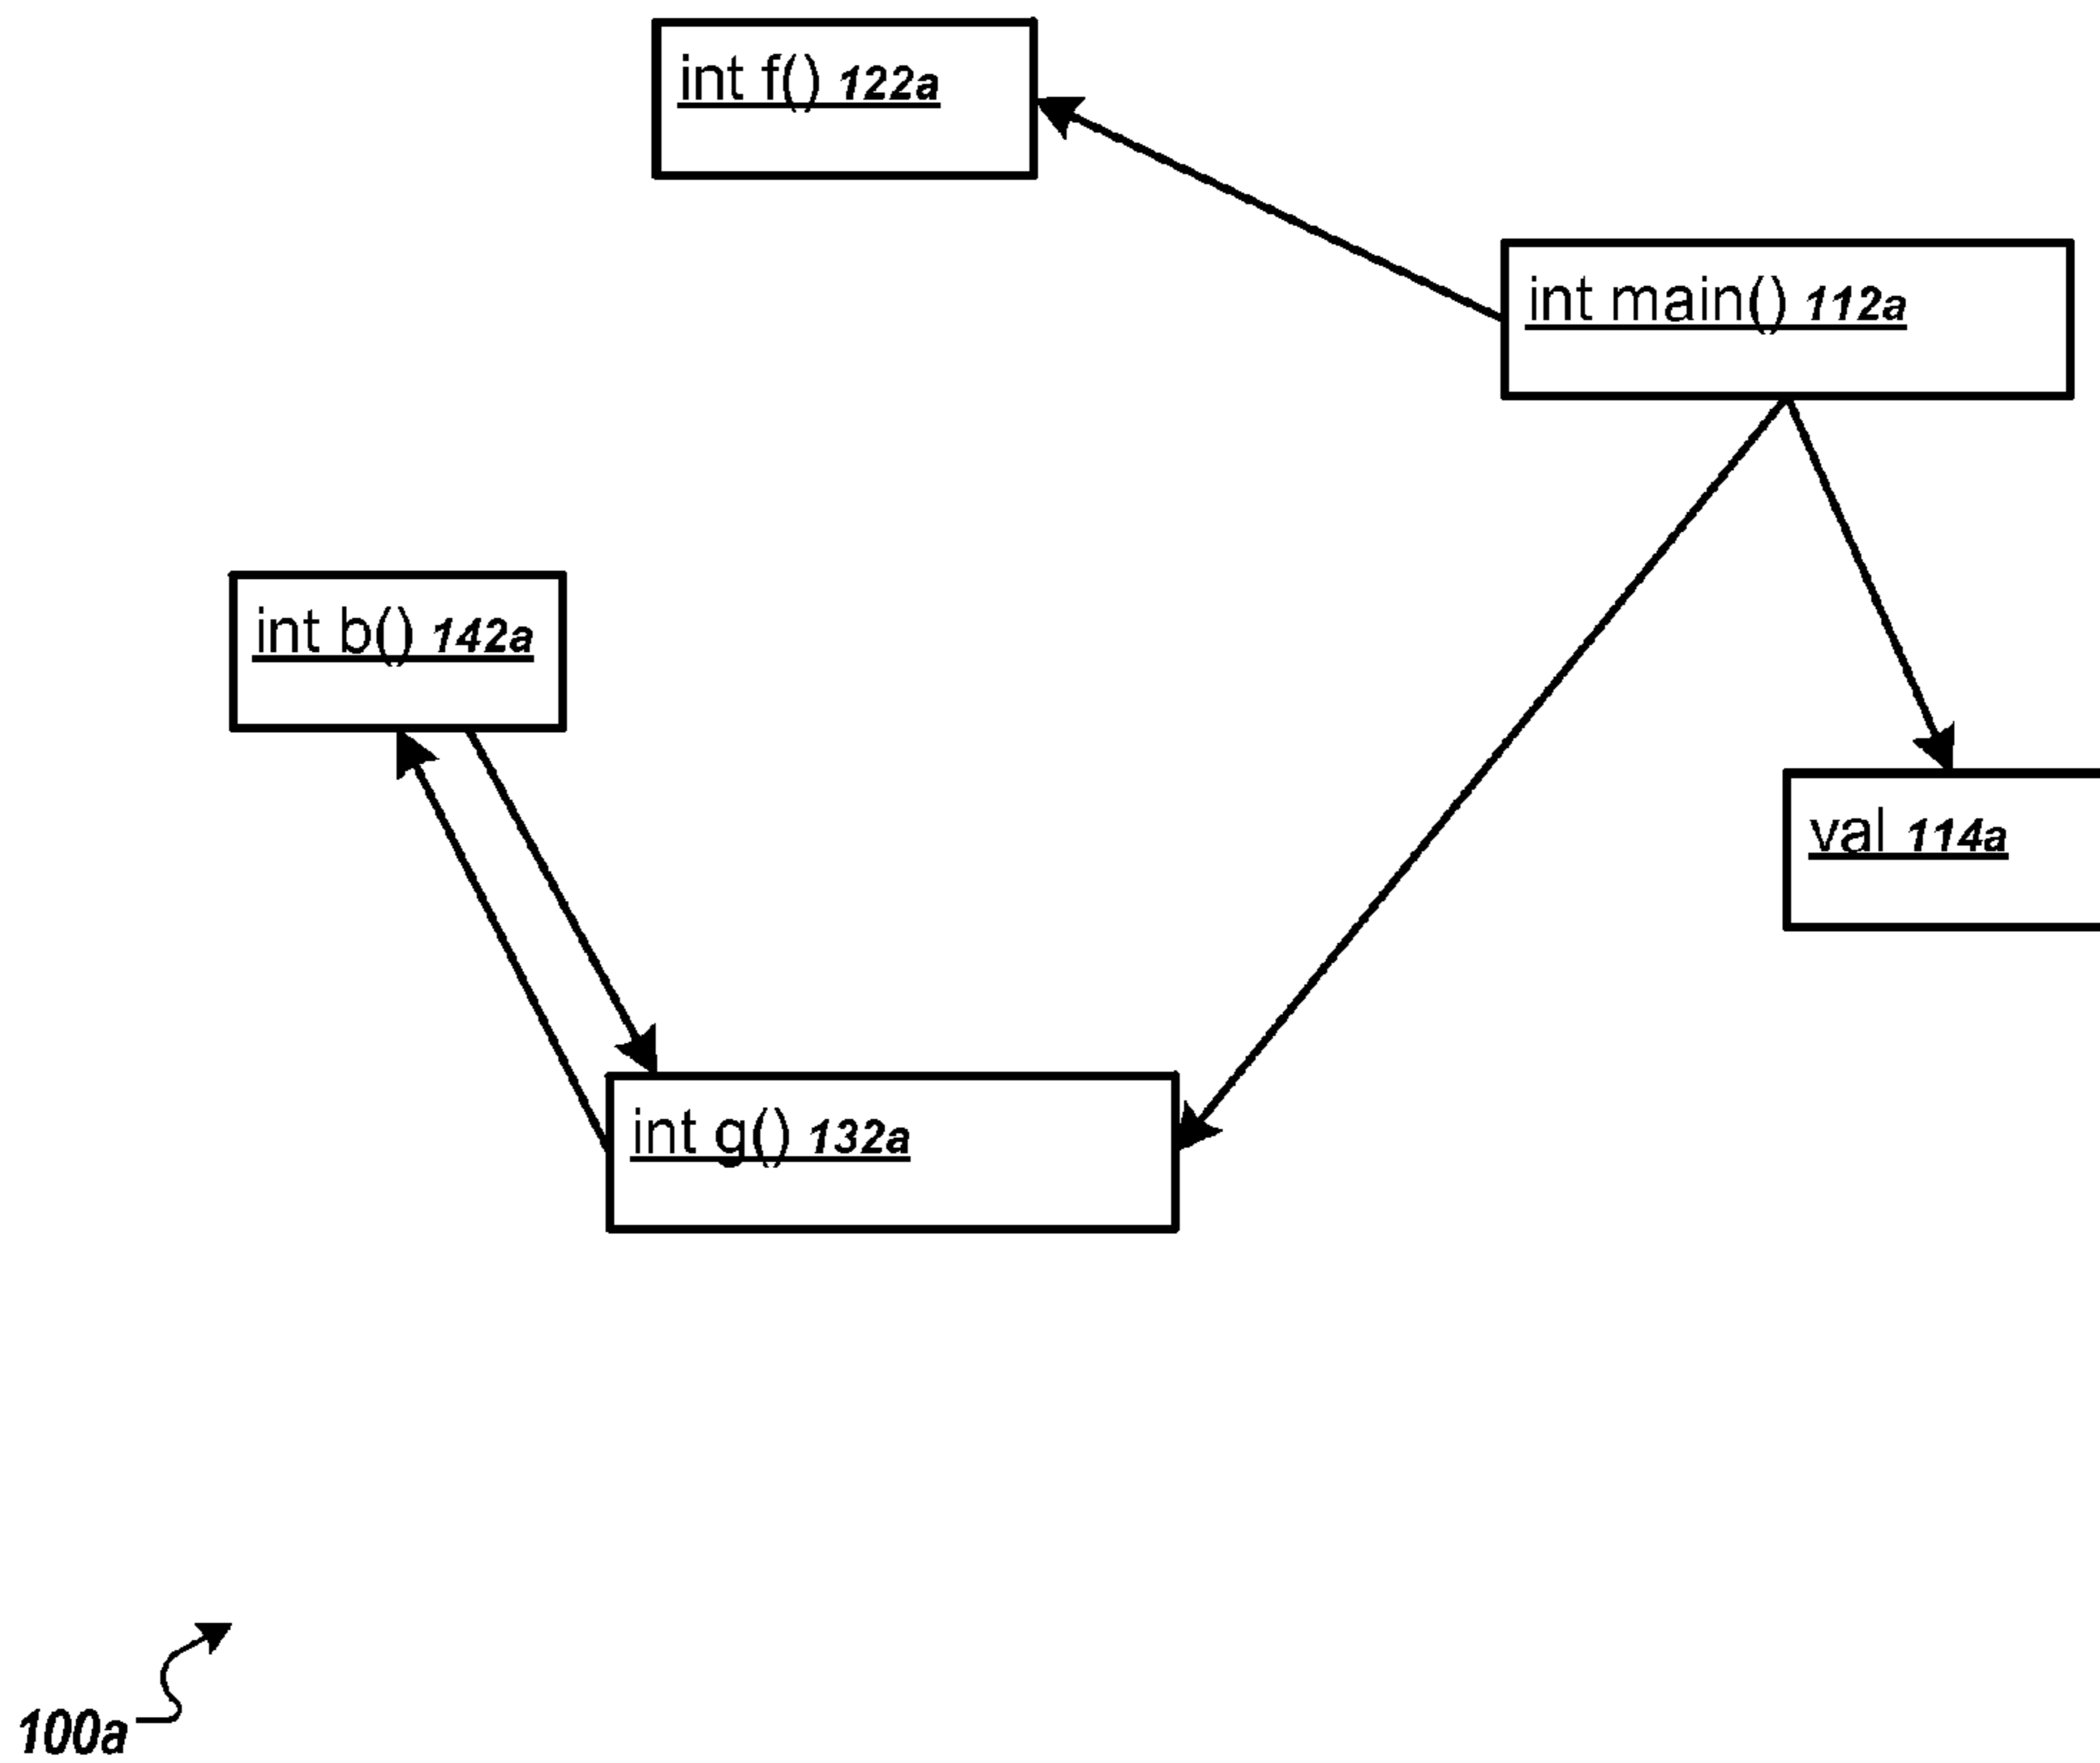 int f() 122a
int main() 112a
int b() 142a
val 114a
int g() 132a
100a